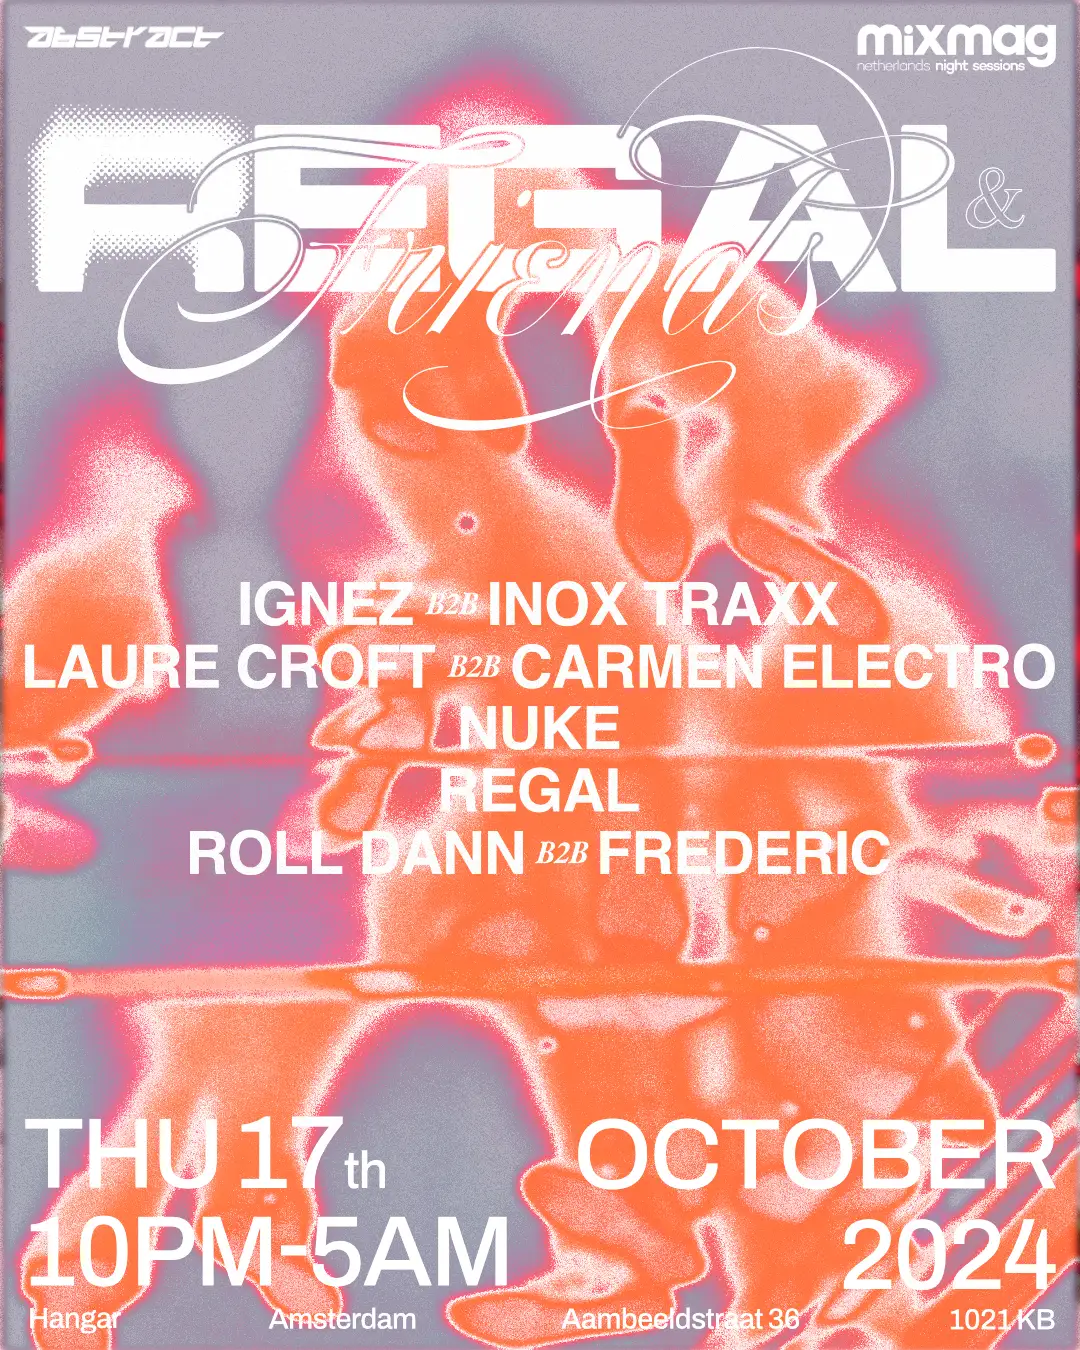 abstract
mixmag
netherlands night sessions
REGAL &
Friends
IGNEZ B2B INOX TRAXX
LAURE CROFT B2B CARMEN ELECTRO
NUKE
REGAL
ROLL DANN B2B FREDERIC
THU 17th OCTOBER
10PM-5AM 2024
Hangar Amsterdam Aambeeldstraat 36 1021 KB